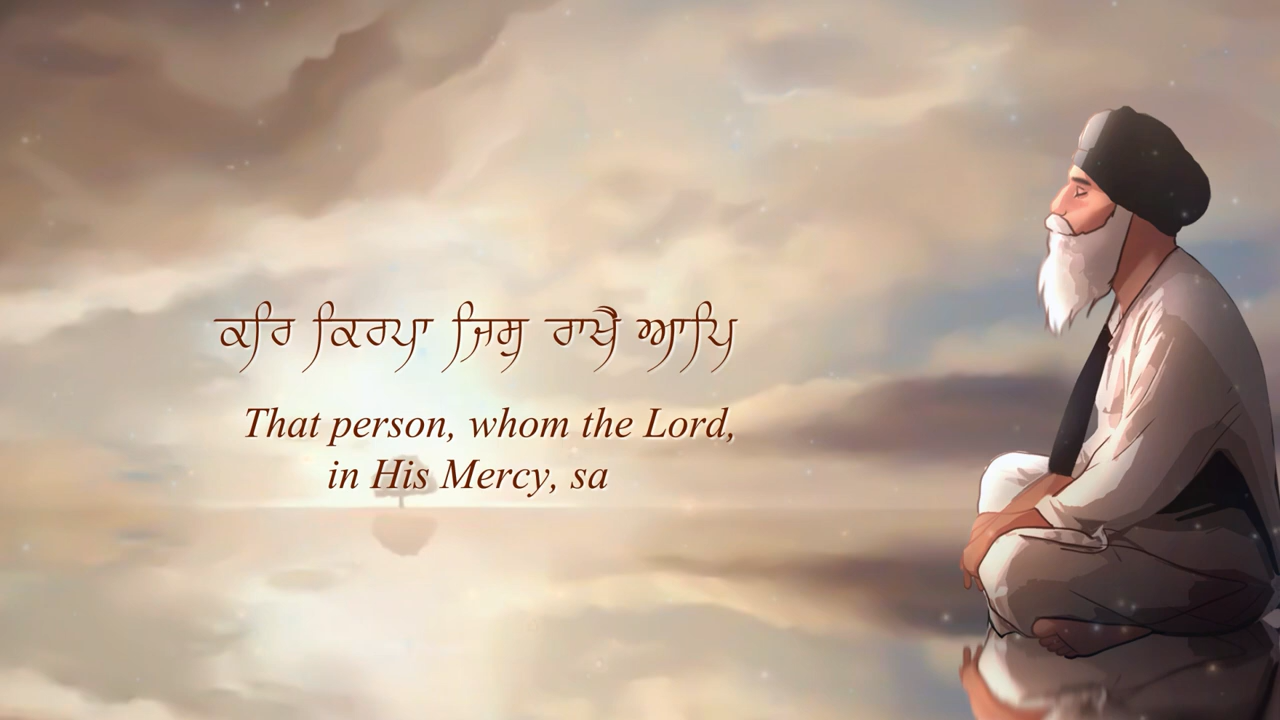 ਕਰਿ ਕਿਰਪਾ ਜਿਸੁ ਰਾਖੈ ਆਪਿ
That person, whom the Lord,
in His Mercy, sa